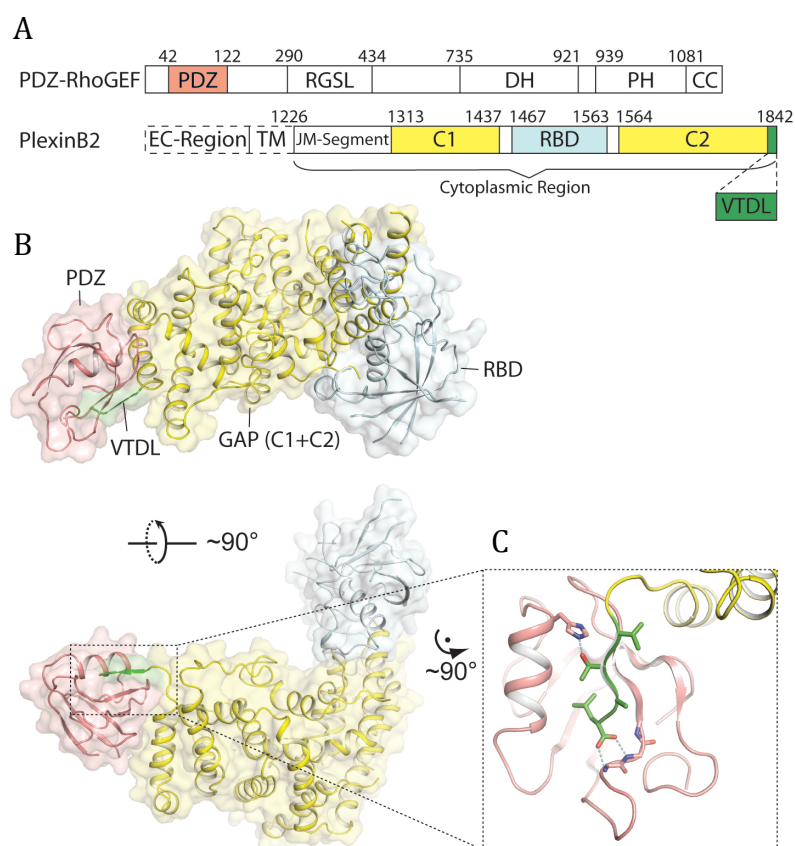 A
42 122 290 434 735 921 939 1081
PDZ-RhoGEF PDZ RGSL DH PH CC
1226 1313 1437 1467 1563 1564 1842
PlexinB2 EC-Region TM JM-Segment C1 RBD C2
Cytoplasmic Region
VTDL
B
PDZ
RBD
VTDL
GAP (C1+C2)
~90°
C
~90°